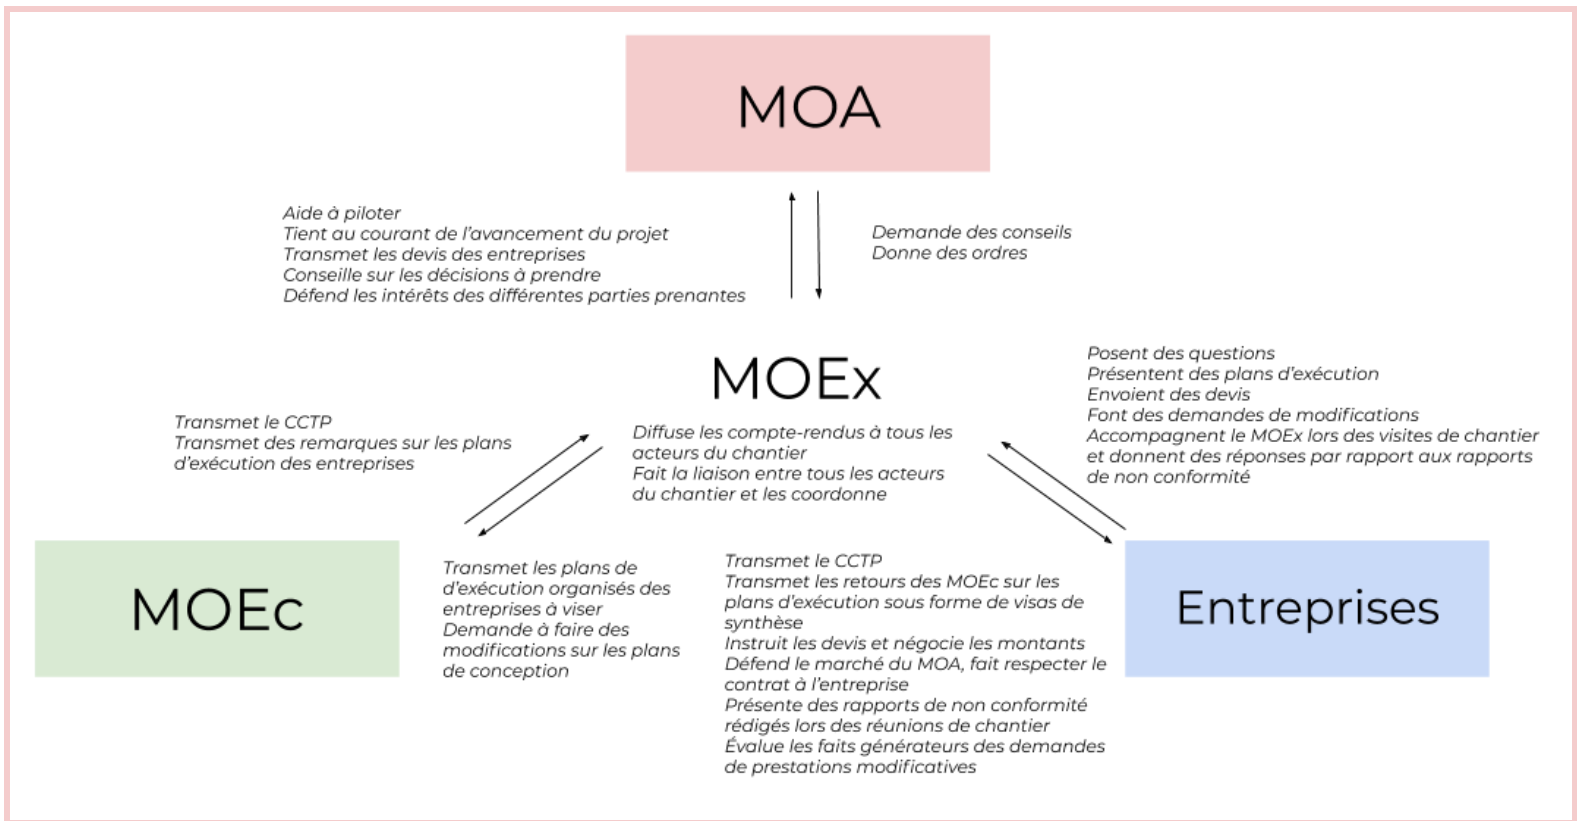 MOA
Aide à piloter
Tient au courant de l'avancement du projet
Transmet les devis des entreprises
Conseille sur les décisions à prendre
Défend les intérêts des différentes parties prenantes
Demande des conseils
Donne des ordres
MOEx
Diffuse les compte-rendus à tous les
acteurs du chantier
Fait la liaison entre tous les acteurs
du chantier et les coordonne
Transmet le CCTP
Transmet des remarques sur les plans
d'exécution des entreprises
Posent des questions
Présentent des plans d'exécution
Envoient des devis
Font des demandes de modifications
Accompagnent le MOEx lors des visites de chantier
et donnent des réponses par rapport aux rapports
de non conformité
MOEc
Transmet les plans de
d'exécution organisés des
entreprises à viser
Demande à faire des
modifications sur les plans
de conception
Transmet le CCTP
Transmet les retours des MOEc sur les
plans d'exécution sous forme de visas de
synthèse
Instruit les devis et négocie les montants
Défend le marché du MOA, fait respecter le
contrat à l'entreprise
Présente des rapports de non conformité
rédigés lors des réunions de chantier
Évalue les faits générateurs des demandes
de prestations modificatives
Entreprises